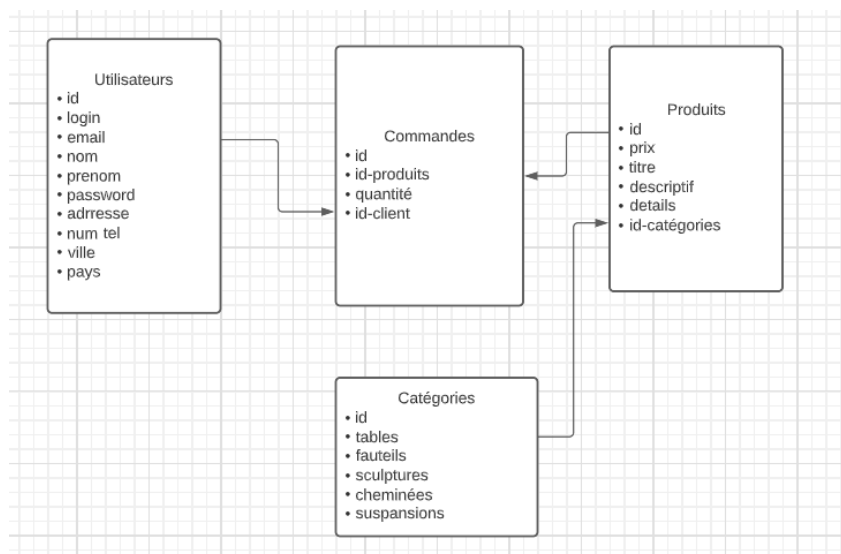 Utilisateurs
• id
• login
• email
• nom
• prenom
• password
• adrresse
• num tel
• ville
• pays
Commandes
• id
• id-produits
• quantité
• id-client
Produits
• id
• prix
• titre
• descriptif
• details
• id-catégories
Catégories
• id
• tables
• fauteils
• sculptures
• cheminées
• suspansions